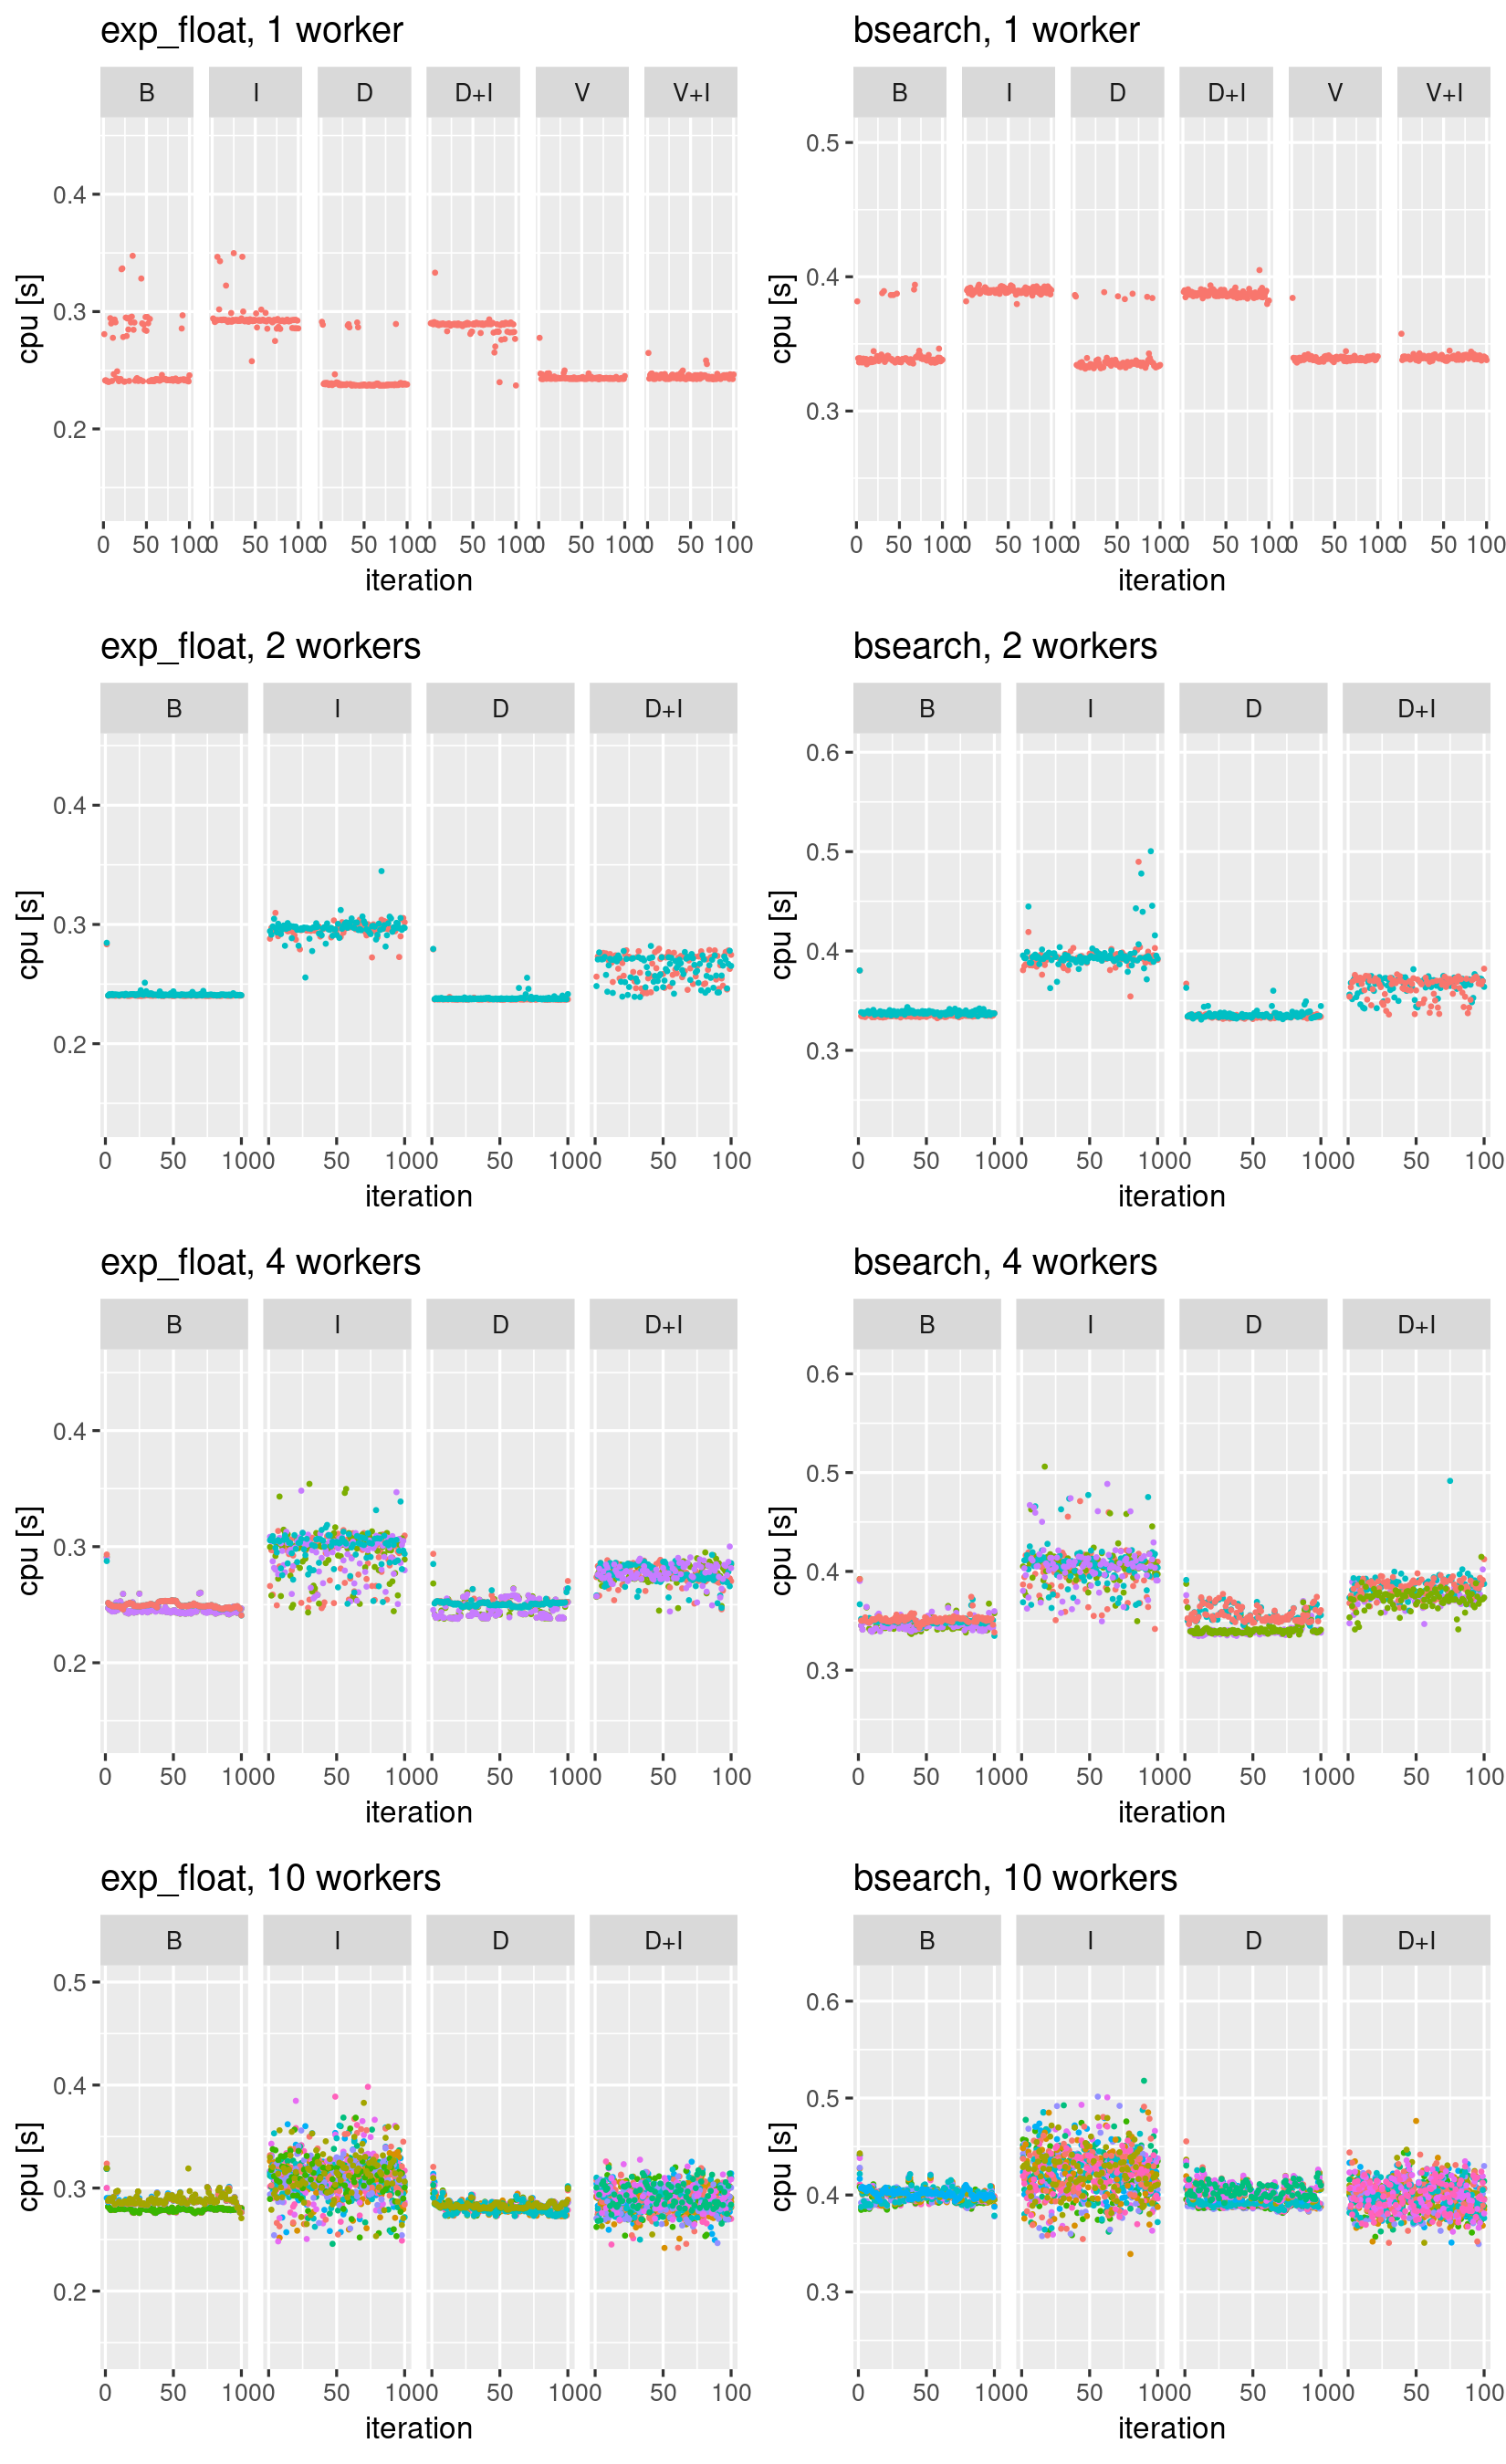 exp_float, 1 worker
B I D D+I V V+I
0.4
0.3
0.2
cpu [s]
0 50 100 0 50 100 0 50 100 0 50 100 0 50 100 0 50 100
iteration
bsearch, 1 worker
B I D D+I V V+I
0.5
0.4
0.3
cpu [s]
0 50 100 0 50 100 0 50 100 0 50 100 0 50 100 0 50 100
iteration
exp_float, 2 workers
B I D D+I
0.4
0.3
0.2
cpu [s]
0 50 100 0 50 100 0 50 100 0 50 100
iteration
bsearch, 2 workers
B I D D+I
0.6
0.5
0.4
0.3
cpu [s]
0 50 100 0 50 100 0 50 100 0 50 100
iteration
exp_float, 4 workers
B I D D+I
0.4
0.3
0.2
cpu [s]
0 50 100 0 50 100 0 50 100 0 50 100
iteration
bsearch, 4 workers
B I D D+I
0.6
0.5
0.4
0.3
cpu [s]
0 50 100 0 50 100 0 50 100 0 50 100
iteration
exp_float, 10 workers
B I D D+I
0.5
0.4
0.3
0.2
cpu [s]
0 50 100 0 50 100 0 50 100 0 50 100
iteration
bsearch, 10 workers
B I D D+I
0.6
0.5
0.4
0.3
cpu [s]
0 50 100 0 50 100 0 50 100 0 50 100
iteration